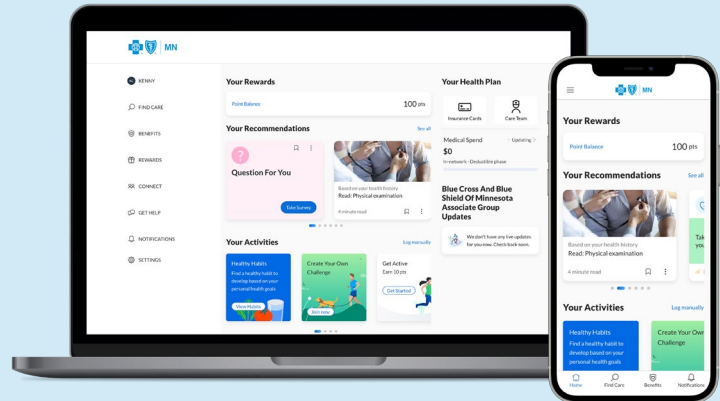 MN
KENNY
FIND CARE
BENEFITS
REWARDS
CONNECT
GET HELP
NOTIFICATIONS
SETTINGS
Your Rewards
Point Balance
100 pts
Your Recommendations
See all
?
Question For You
Take Survey
Based on your health history
Read: Physical examination
4 minute read
Your Activities
Log manually
Healthy Habits
Find a healthy habit to
develop based on your
personal health goals
View Habits
Create Your Own
Challenge
Join now
Get Active
Earn 10 pts
Get Started
Your Health Plan
Insurance Cards
Care Team
Medical Spend
Updating
$0
In-network - Deductible phase
Blue Cross And Blue
Shield Of Minnesota
Associate Group
Updates
We don't have any live updates
for you now. Check back soon.
MN
Your Rewards
Point Balance
100 pts
Your Recommendations
See all
Based on your health history
Read: Physical examination
4 minute read
Tak
you
Your Activities
Log manually
Healthy Habits
Find a healthy habit to
develop based on your
personal health goals
Create Your Own
Challenge
Home
Find Care
Benefits
Notifications